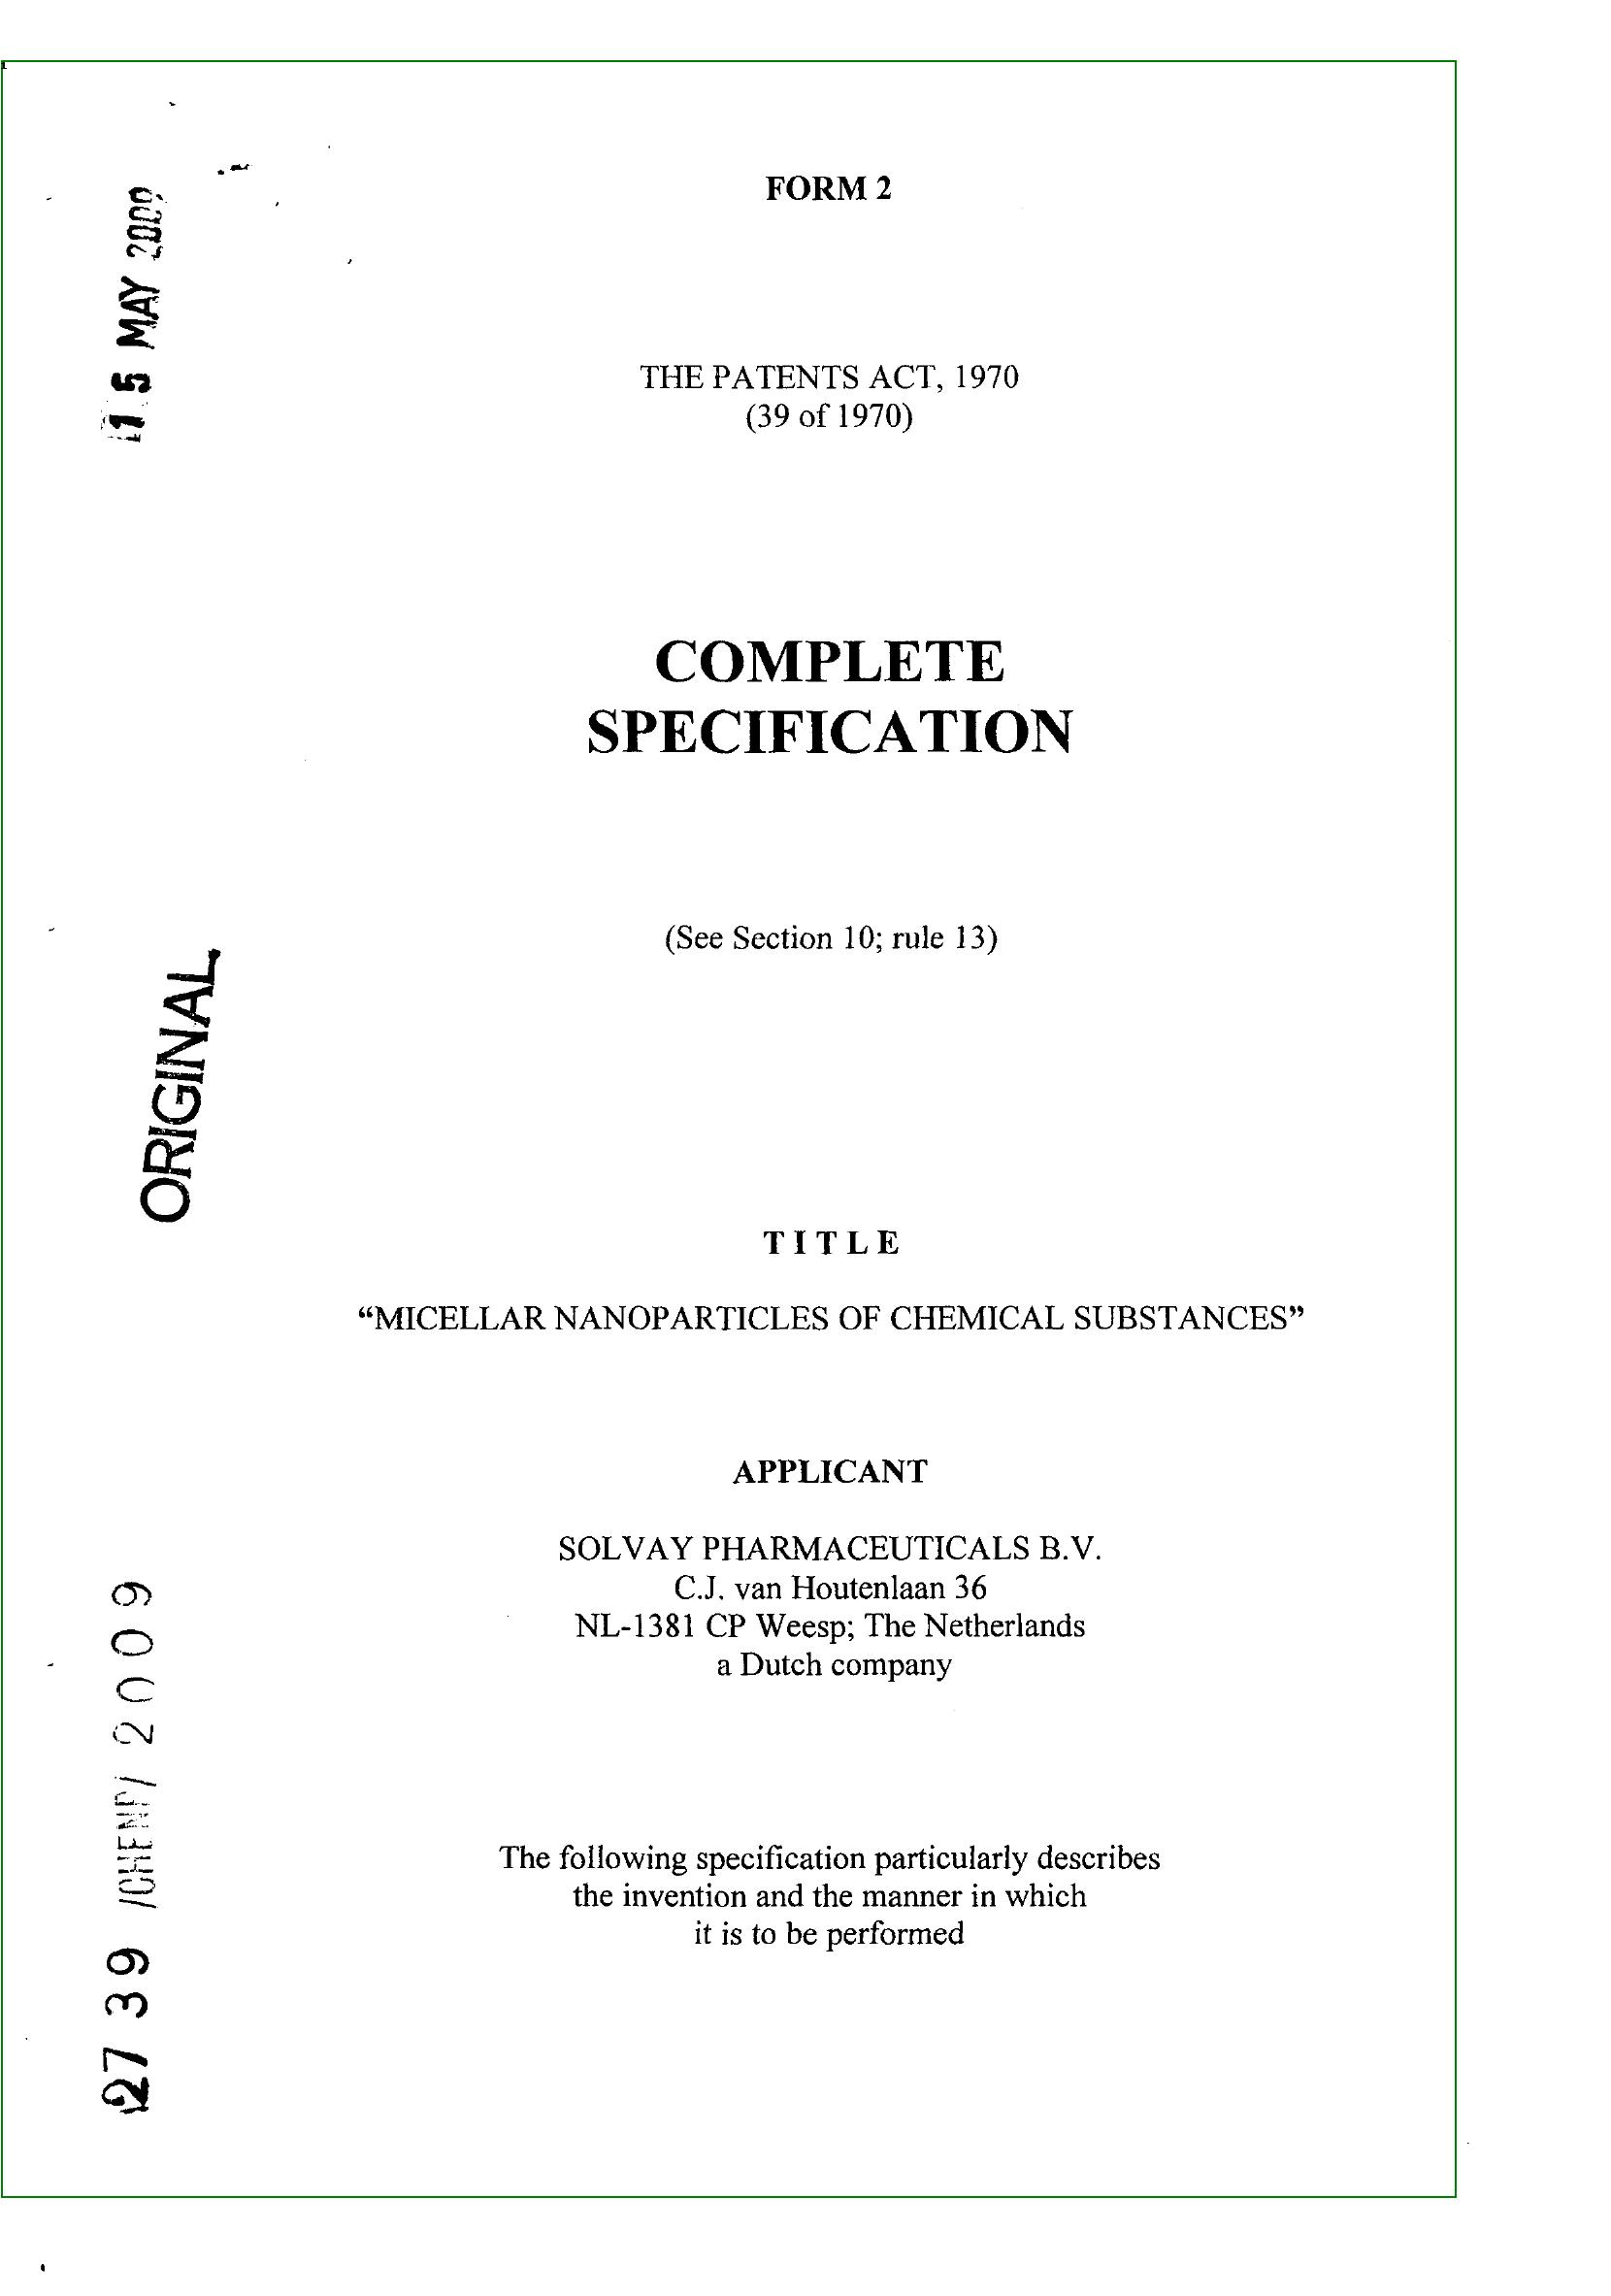 FORM 2
15 MAY 2009
THE PATENTS ACT, 1970
(39 of 1970)
COMPLETE
SPECIFICATION
(See Section 10; rule 13)
ORIGINAL
TITLE
“MICELLAR NANOPARTICLES OF CHEMICAL SUBSTANCES”
APPLICANT
SOLVAY PHARMACEUTICALS B.V.
C.J. van Houtenlaan 36
NL-1381 CP Weesp; The Netherlands
a Dutch company
2739 /CHENP/ 2009
The following specification particularly describes
the invention and the manner in which
it is to be performed